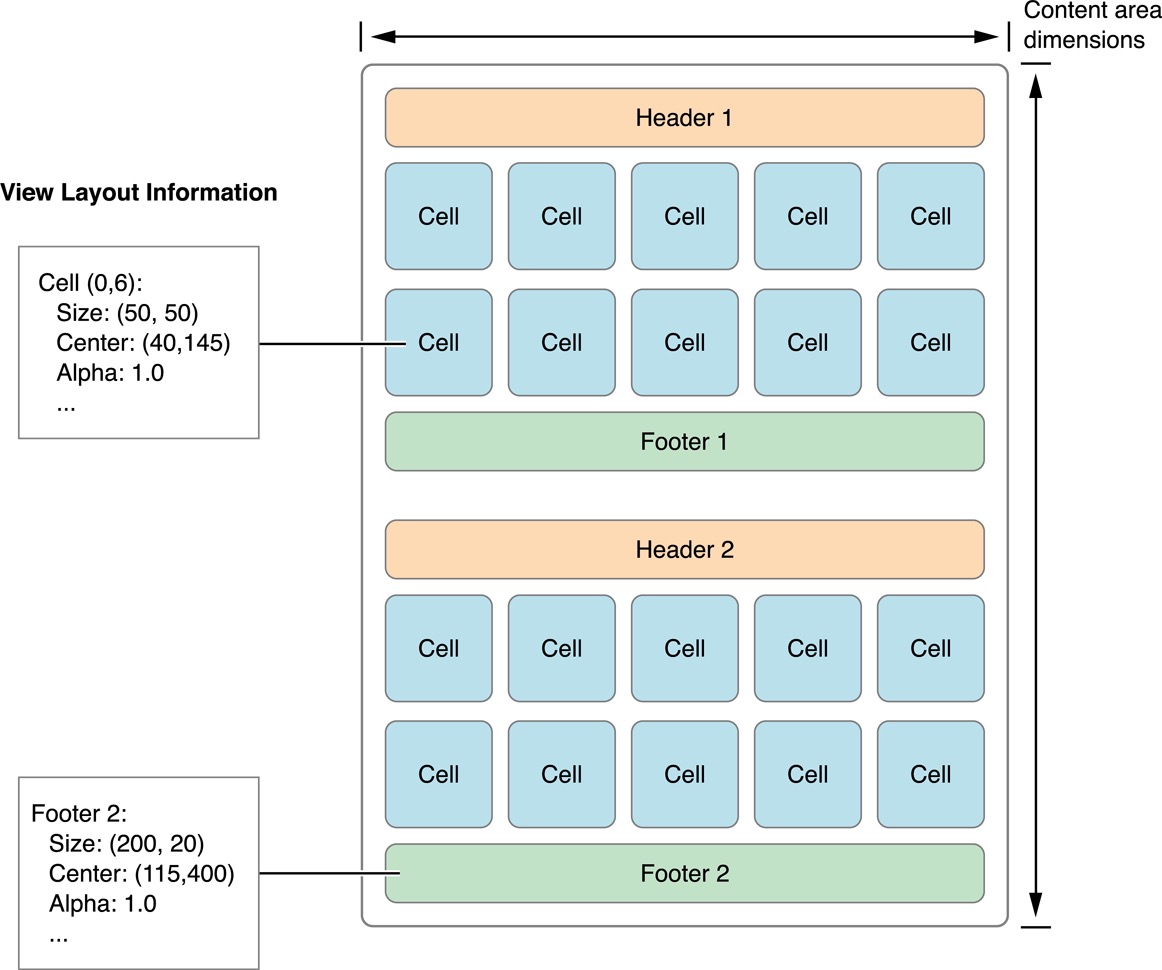 Content area
dimensions
Header 1
View Layout Information
Cell Cell Cell Cell Cell
Cell (0,6):
Size: (50, 50)
Center: (40,145)
Alpha: 1.0
...
Cell Cell Cell Cell Cell
Footer 1
Header 2
Cell Cell Cell Cell Cell
Cell Cell Cell Cell Cell
Footer 2:
Size: (200, 20)
Center: (115,400)
Alpha: 1.0
...
Footer 2